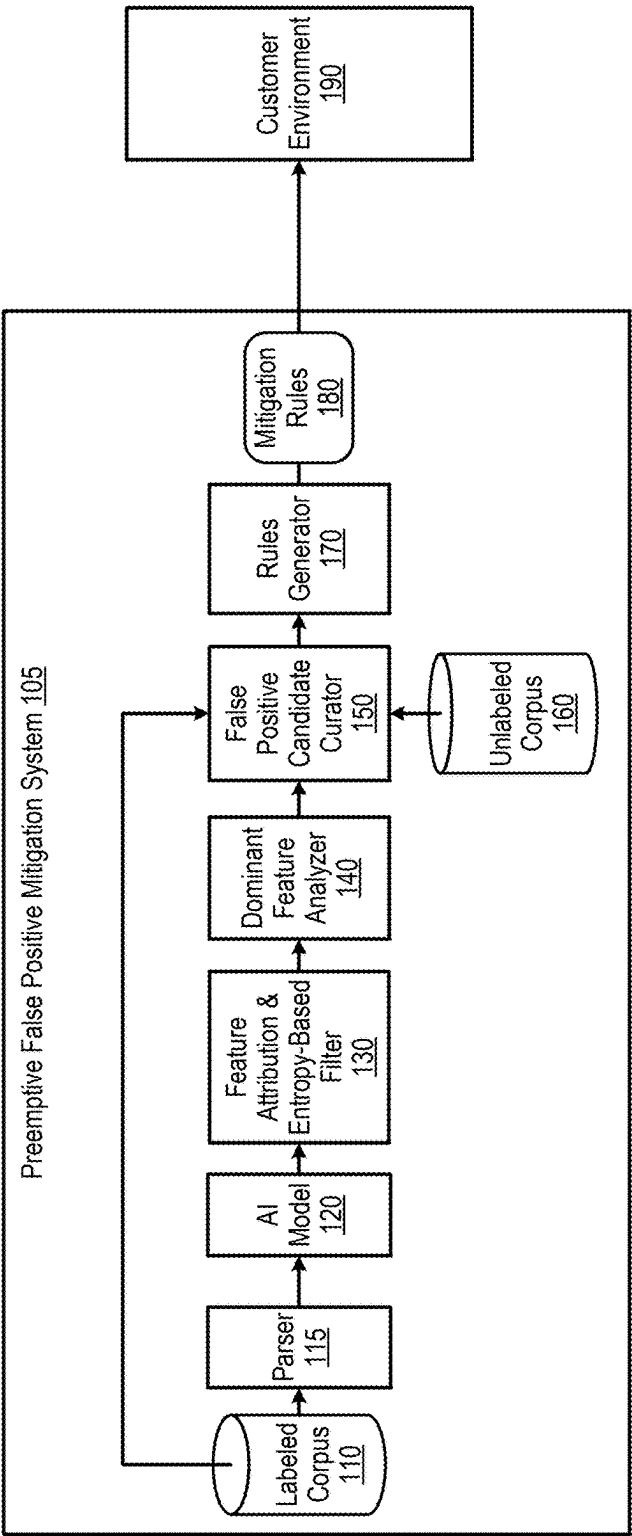 Preemptive False Positive Mitigation System 105
Labeled
Corpus
110
Parser
115
AI
Model
120
Feature
Attribution &
Entropy-Based
Filter
130
Dominant
Feature
Analyzer
140
False
Positive
Candidate
Curator
150
Unlabeled
Corpus
160
Rules
Generator
170
Mitigation
Rules
180
Customer
Environment
190